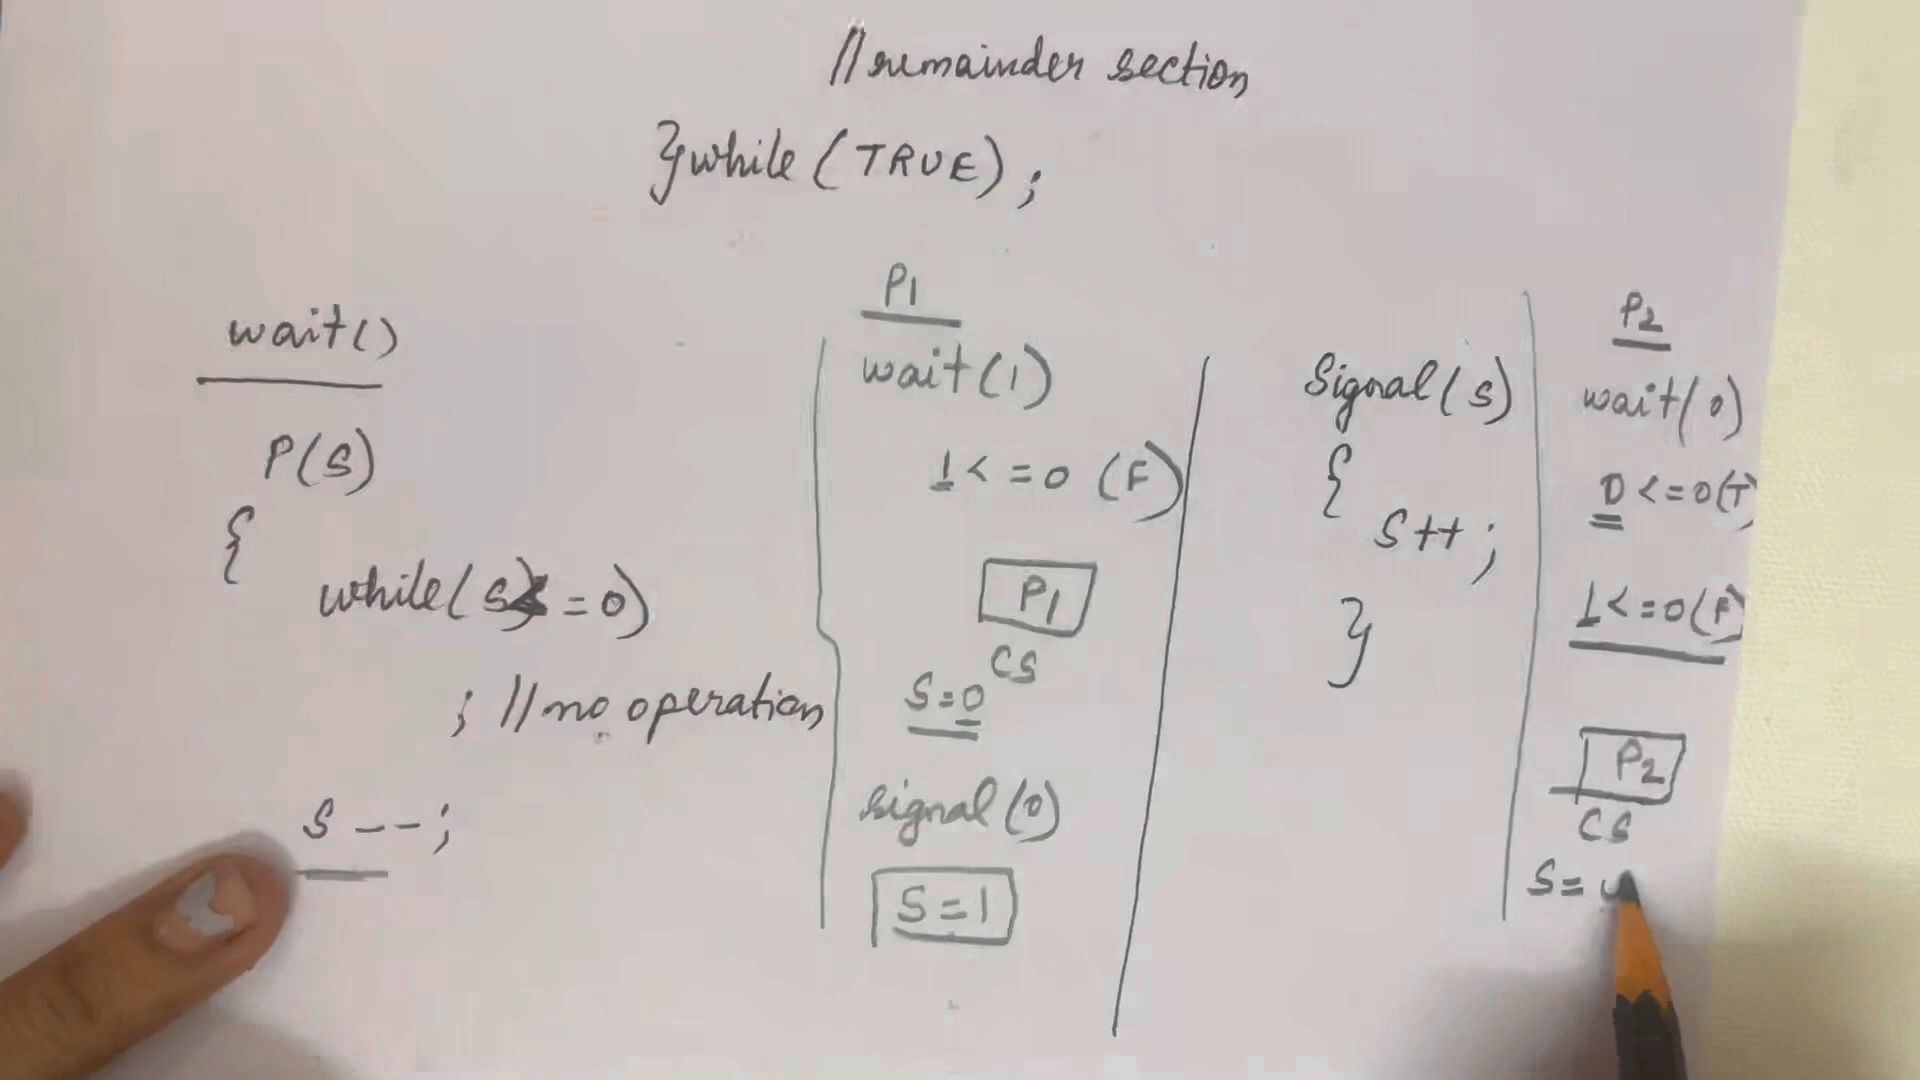 //remainder section
}while(TRUE);
wait()
P(S)
{
while(S<=0)
; //no operation
S--;
P1
wait(1)
1<=0 (F)
P1
CS
S=0
signal(0)
S=1
Signal(S)
{
S++;
}
P2
wait(0)
0<=0(T)
1<=0(F)
P2
CS
S=